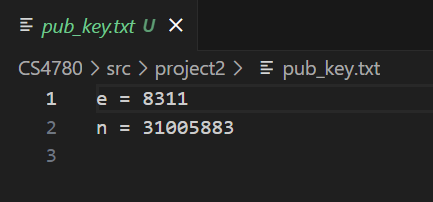 pub_key.txt U
CS4780 > src > project2 > pub_key.txt
1 e = 8311
2 n = 31005883
3